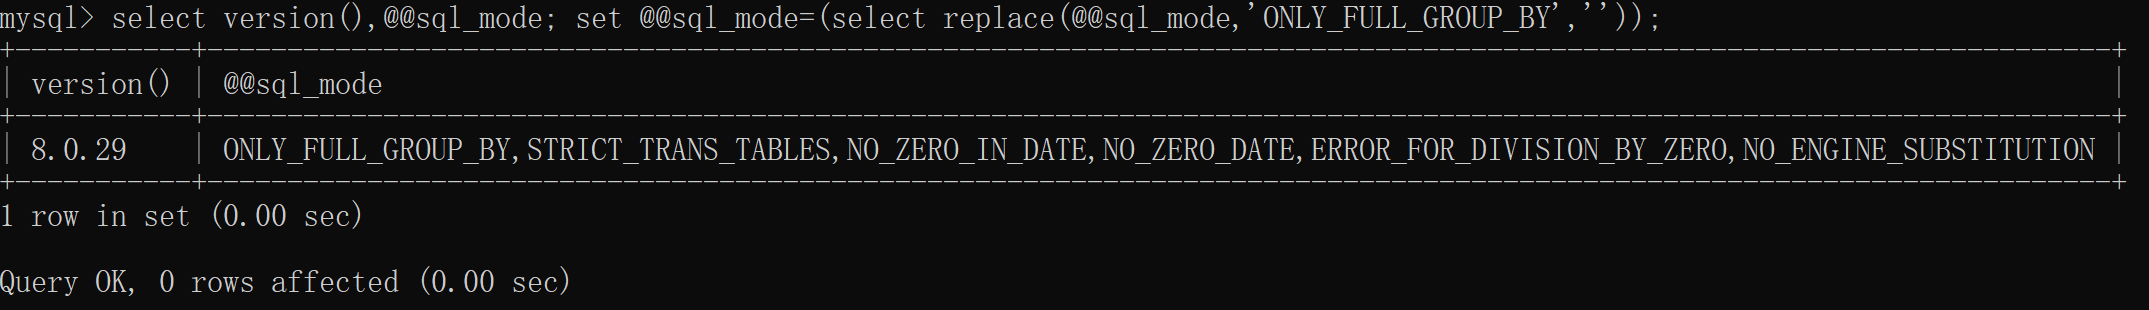 mysql> select version(),@@sql_mode; set @@sql_mode=(select replace(@@sql_mode,'ONLY_FULL_GROUP_BY',''));
+-----------+------------------------------------------------------------------------------------------------------------------------+
| version() | @@sql_mode                                                                                                             |
+-----------+------------------------------------------------------------------------------------------------------------------------+
| 8.0.29    | ONLY_FULL_GROUP_BY,STRICT_TRANS_TABLES,NO_ZERO_IN_DATE,NO_ZERO_DATE,ERROR_FOR_DIVISION_BY_ZERO,NO_ENGINE_SUBSTITUTION |
+-----------+------------------------------------------------------------------------------------------------------------------------+
1 row in set (0.00 sec)
Query OK, 0 rows affected (0.00 sec)